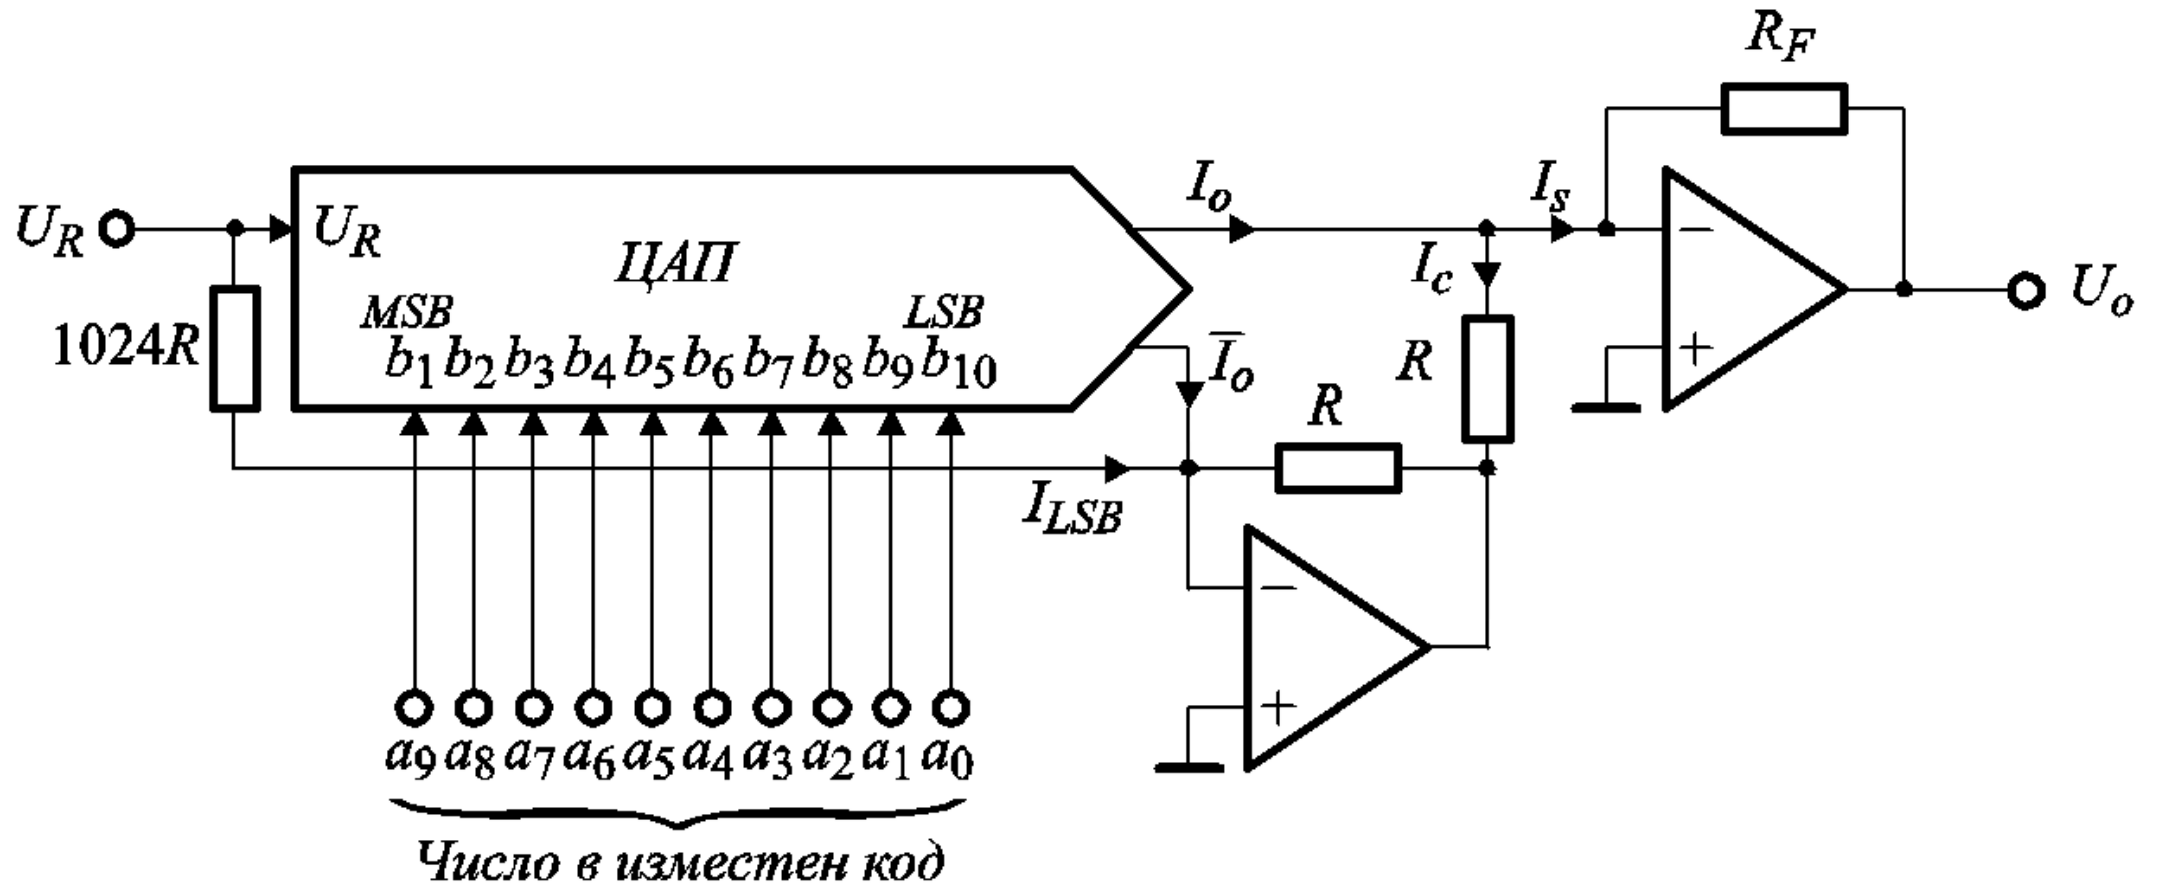 R_F
I_o
I_s
U_R
U_R
ЦАП
I_c
MSB
LSB
1024R
b_1 b_2 b_3 b_4 b_5 b_6 b_7 b_8 b_9 b_10
U_o
Ī_o
R
R
I_LSB
− +
− +
a_9 a_8 a_7 a_6 a_5 a_4 a_3 a_2 a_1 a_0
Число в изместен код